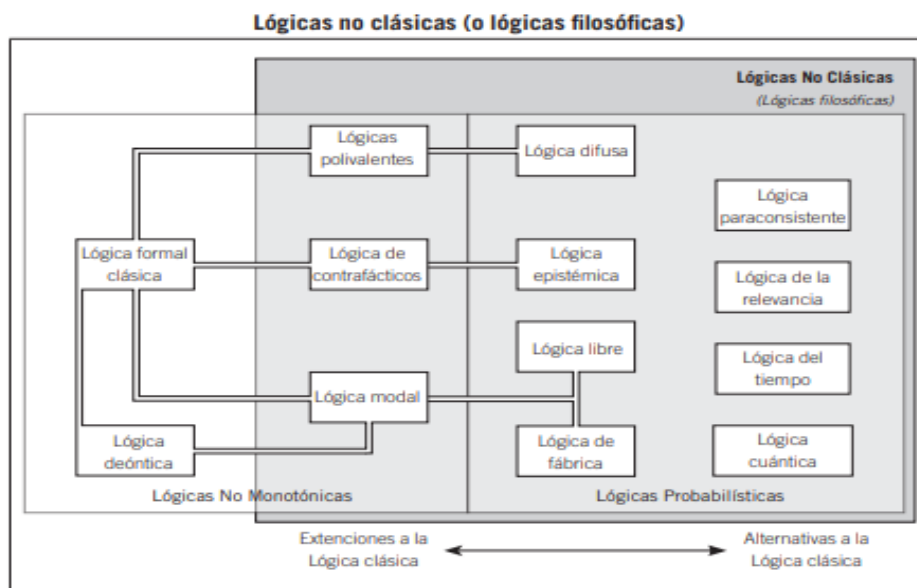 Lógicas no clásicas (o lógicas filosóficas)
Lógicas No Clásicas
(Lógicas filosóficas)
Lógicas
polivalentes
Lógica difusa
Lógica
paraconsistente
Lógica formal
clásica
Lógica de
contrafácticos
Lógica
epistémica
Lógica de la
relevancia
Lógica libre
Lógica del
tiempo
Lógica modal
Lógica
deóntica
Lógica de
fábrica
Lógica
cuántica
Lógicas No Monotónicas
Lógicas Probabilísticas
Extenciones a la
Lógica clásica
Alternativas a la
Lógica clásica